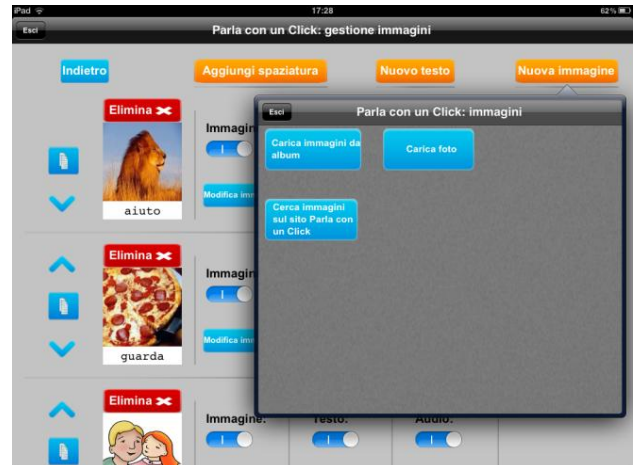 iPad
17:28
62%
Esci
Parla con un Click: gestione immagini
Indietro
Aggiungi spaziatura
Nuovo testo
Nuova immagine
Elimina
aiuto
Immagin
Modifica imm
Esci
Parla con un Click: immagini
Carica immagini da
album
Carica foto
Cerca immagini
sul sito Parla con
un Click
Elimina
guarda
Immagin
Modifica imm
Elimina
Immagine:
Testo:
Audio: